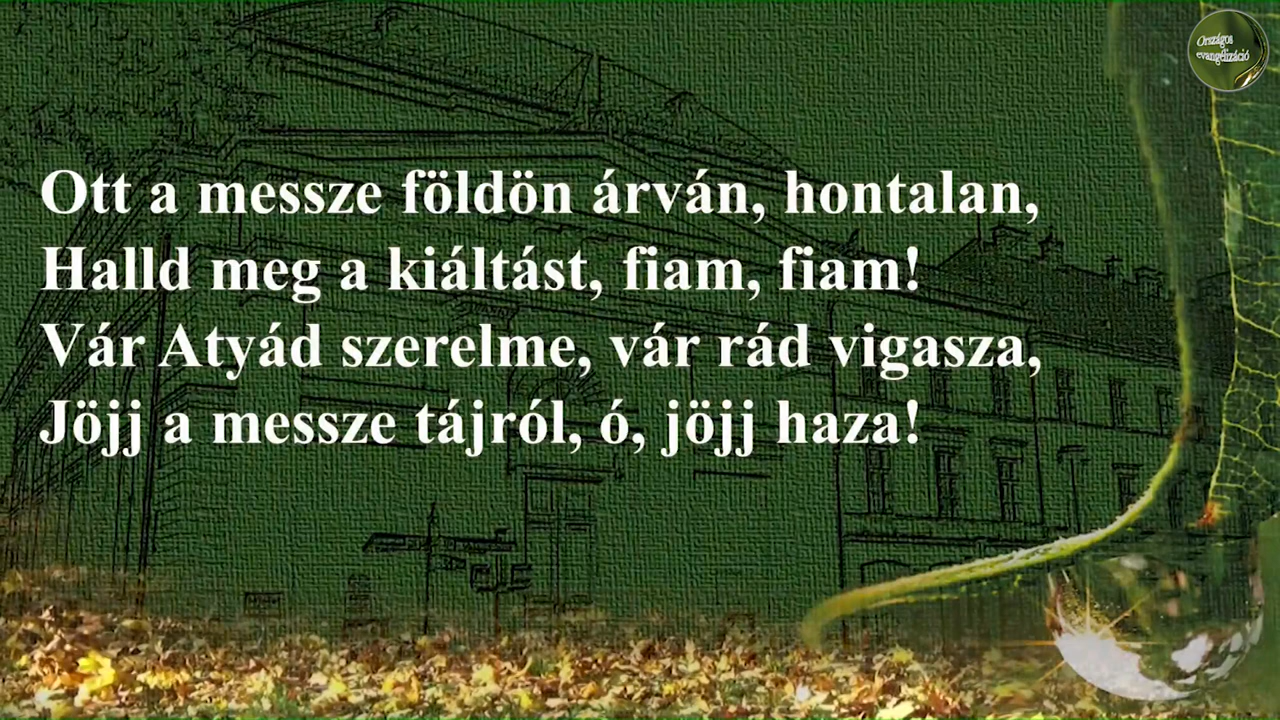 Országos
evangélizáció
Ott a messze földön árván, hontalan,
Halld meg a kiáltást, fiam, fiam!
Vár Atyád szerelme, vár rád vigasza,
Jöjj a messze tájról, ó, jöjj haza!